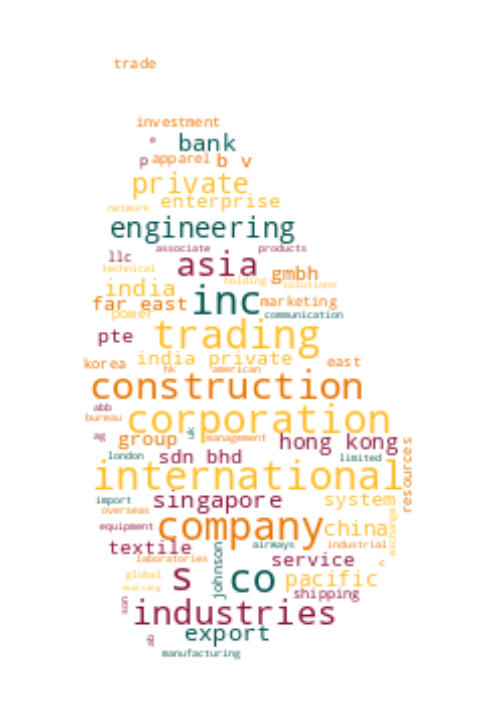 trade
investment
e bank
p apparel b v
private
enterprise
network
engineering
associate products
llc asia
technical gmbh
india holding solutions
far east inc marketing
power communication
pte trading
india private east
korea hk american
construction
abb
bureau corporation
ag group uk management hong kong
london sdn bhd limited
international resources
import singapore system
overseas
equipment company china exchange
textile airways industrial
laboratories service c
global s johnson co pacific
sourcing shipping
son industries
export
manufacturing